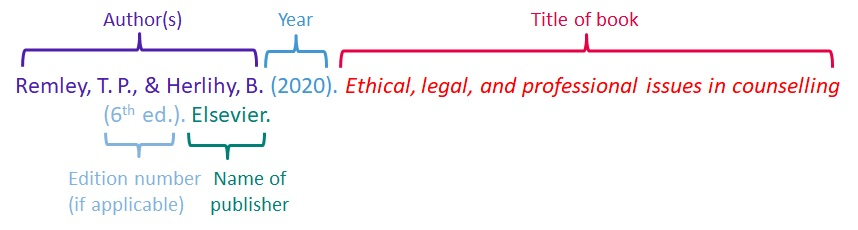 Author(s) Year Title of book
Remley, T. P., & Herlihy, B. (2020). Ethical, legal, and professional issues in counselling
(6th ed.). Elsevier.
Edition number Name of
(if applicable) publisher